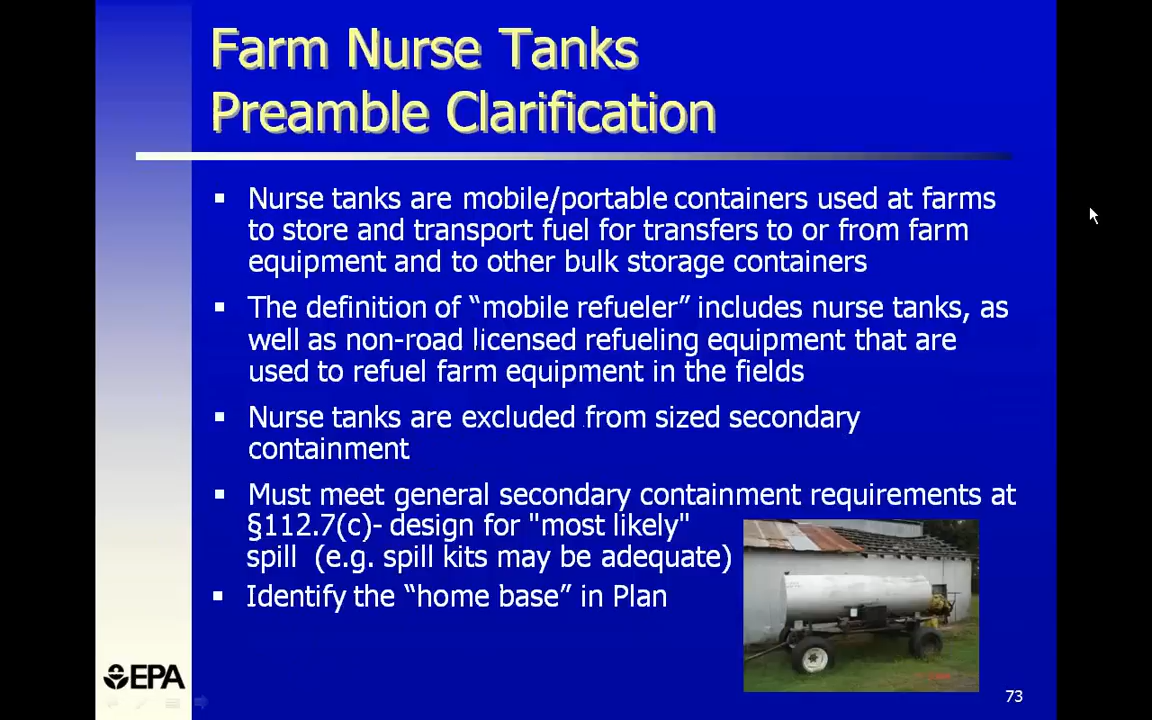 Farm Nurse Tanks
Preamble Clarification
▪ Nurse tanks are mobile/portable containers used at farms
to store and transport fuel for transfers to or from farm
equipment and to other bulk storage containers
▪ The definition of “mobile refueler” includes nurse tanks, as
well as non-road licensed refueling equipment that are
used to refuel farm equipment in the fields
▪ Nurse tanks are excluded from sized secondary
containment
▪ Must meet general secondary containment requirements at
§112.7(c)- design for "most likely"
spill (e.g. spill kits may be adequate)
▪ Identify the “home base” in Plan
EPA
73